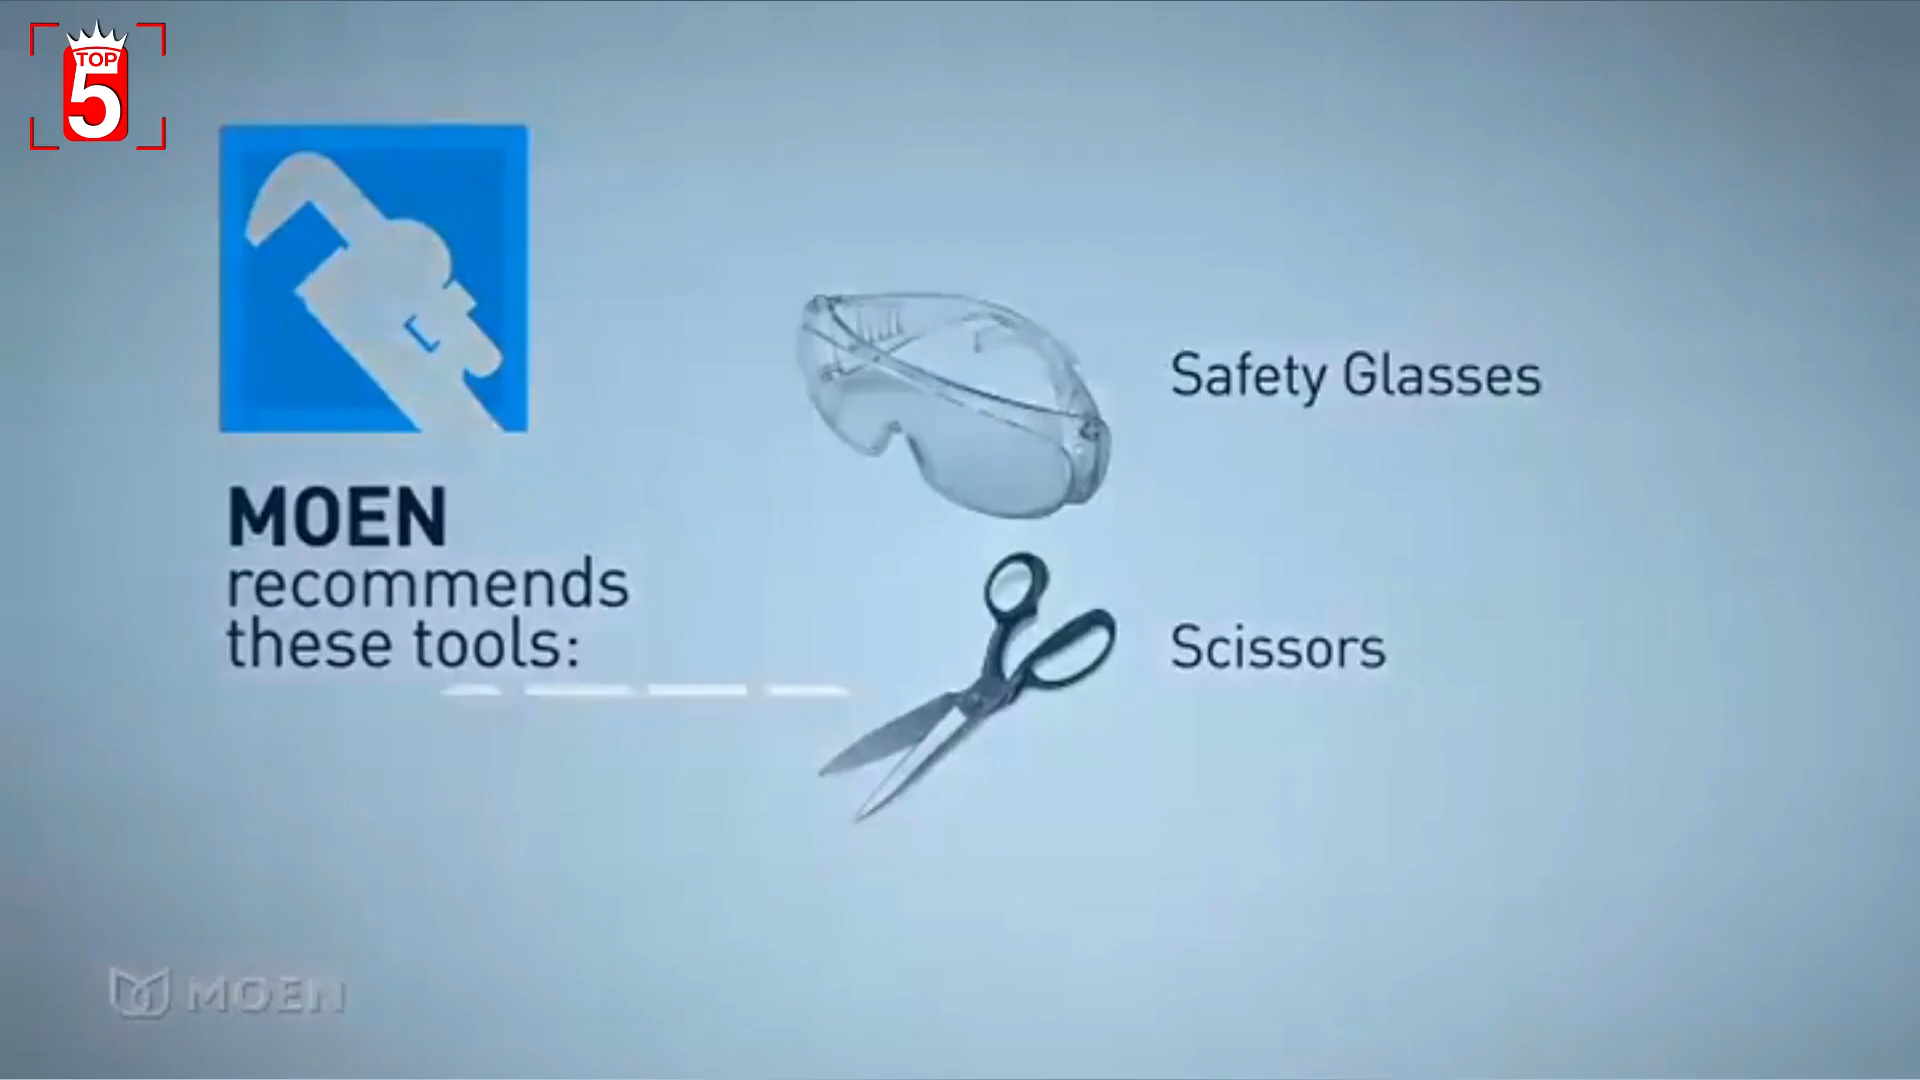 TOP
5
MOEN
recommends
these tools:
Safety Glasses
Scissors
MOEN